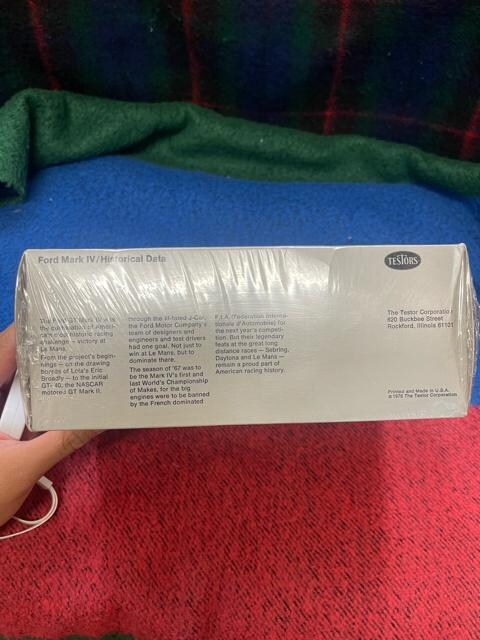 Ford Mark IV/Historical Data
The Ford GT Mark IV was
the culmination of Ameri-
ca's historic racing
challenge – victory at
Le Mans.
From the project's begin-
nings – on the drawing
boards of Lola's Eric
Broadly – to the initial
GT-40, the NASCAR
motored GT Mark II,
through the ill-fated J-Car,
the Ford Motor Company's
team of designers and
engineers and test drivers
had one goal. Not just to
win at Le Mans, but to
dominate there.
The season of '67 was to
be the Mark IV's first and
last World's Championship
of Makes, for the big
engines were to be banned
by the French dominated
F.I.A. (Federation Interna-
tionale d'Automobile) for
the next year's competi-
tion. But their legendary
feats at the great long
distance races – Sebring,
Daytona and Le Mans –
remain a proud part of
American racing history.
TESTORS
The Testor Corporation
620 Buckbee Street
Rockford, Illinois 61101
Printed and Made in U.S.A.
The Testor Corporation